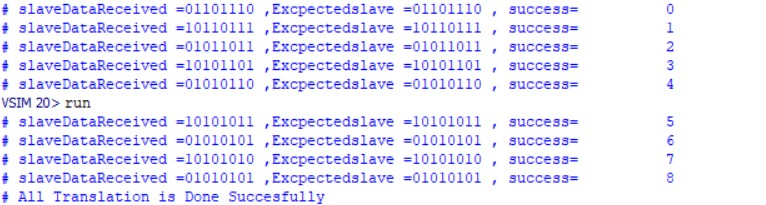 # slaveDataReceived =01101110 ,Excpectedslave =01101110 , success=          0
# slaveDataReceived =10110111 ,Excpectedslave =10110111 , success=          1
# slaveDataReceived =01011011 ,Excpectedslave =01011011 , success=          2
# slaveDataReceived =10101101 ,Excpectedslave =10101101 , success=          3
# slaveDataReceived =01010110 ,Excpectedslave =01010110 , success=          4
VSIM 20> run
# slaveDataReceived =10101011 ,Excpectedslave =10101011 , success=          5
# slaveDataReceived =01010101 ,Excpectedslave =01010101 , success=          6
# slaveDataReceived =10101010 ,Excpectedslave =10101010 , success=          7
# slaveDataReceived =01010101 ,Excpectedslave =01010101 , success=          8
# All Translation is Done Succesfully